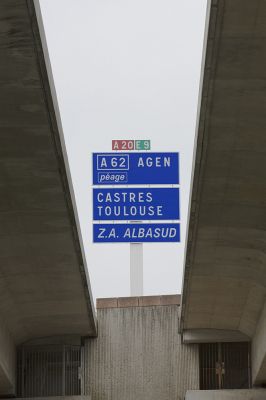 A20 E9
A62 AGEN
péage
CASTRES
TOULOUSE
Z.A. ALBASUD